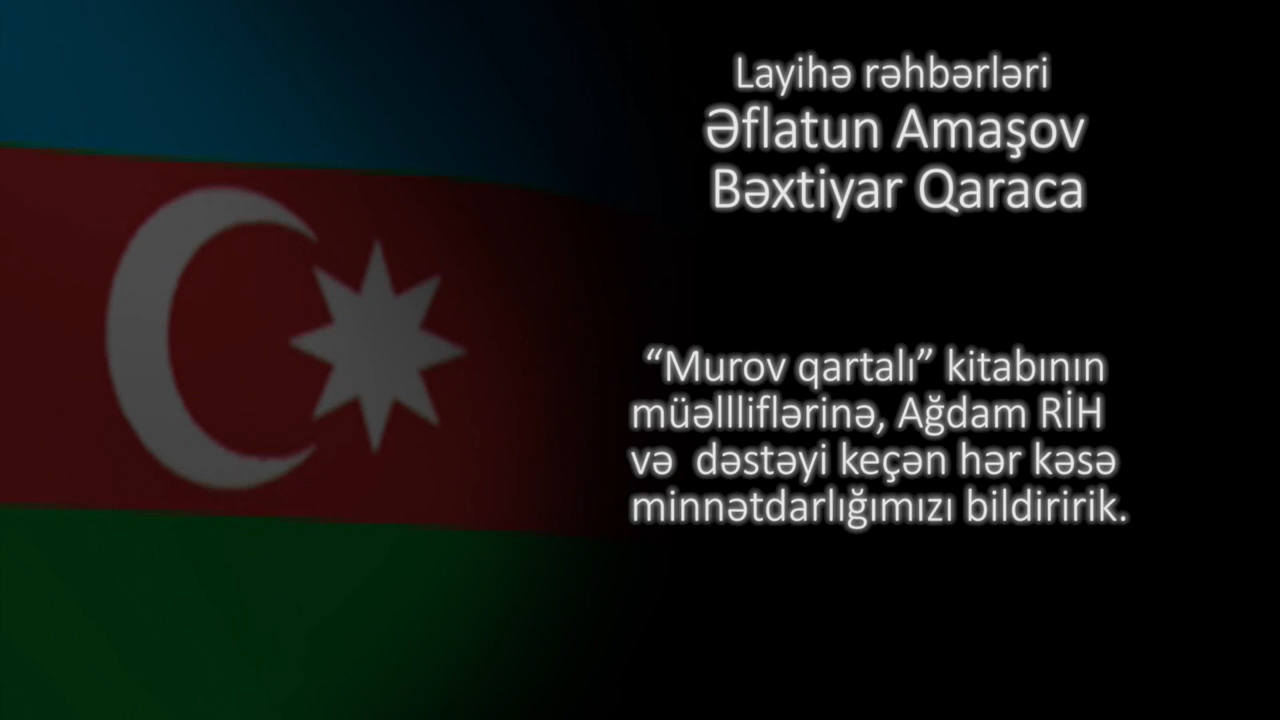 Layihə rəhbərləri
Əflatun Amaşov
Bəxtiyar Qaraca
“Murov qartalı” kitabının
müəllliflərinə, Ağdam RİH
və dəstəyi keçən hər kəsə
minnətdarlığımızı bildiririk.